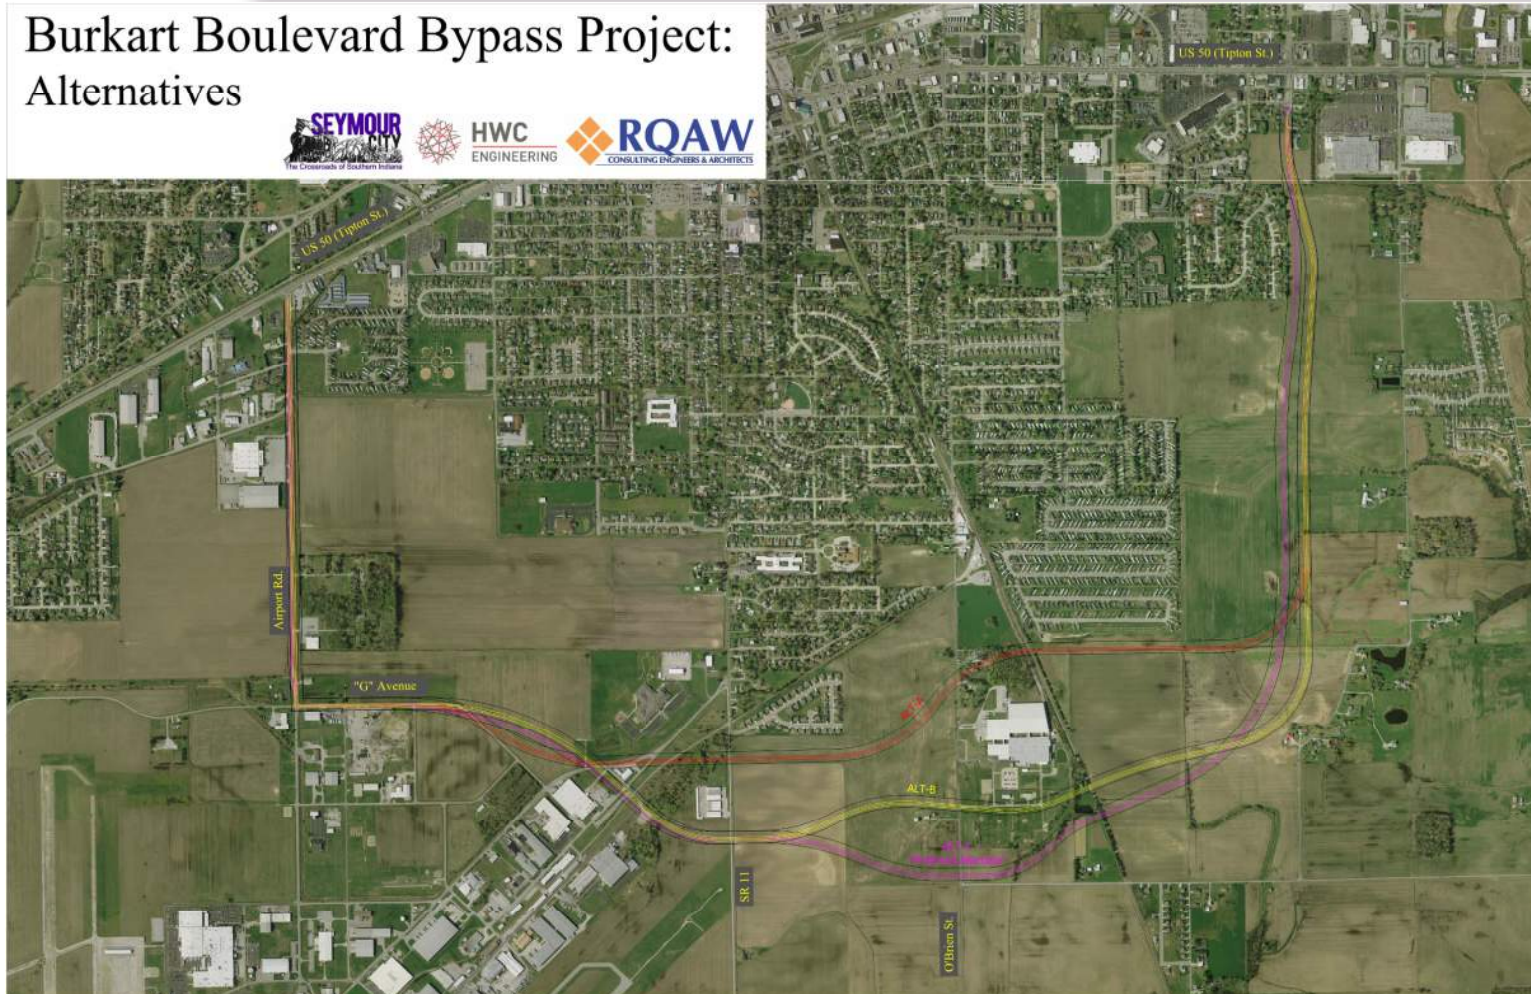 Burkart Boulevard Bypass Project:
Alternatives
SEYMOUR
CITY
The Crossroads of Southern Indiana
HWC
ENGINEERING
RQAW
CONSULTING ENGINEERS & ARCHITECTS
US 50 (Tipton St.)
US 50 (Tipton St.)
Airport Rd.
"G" Avenue
ALT-B
SR 11
O'Brien St.